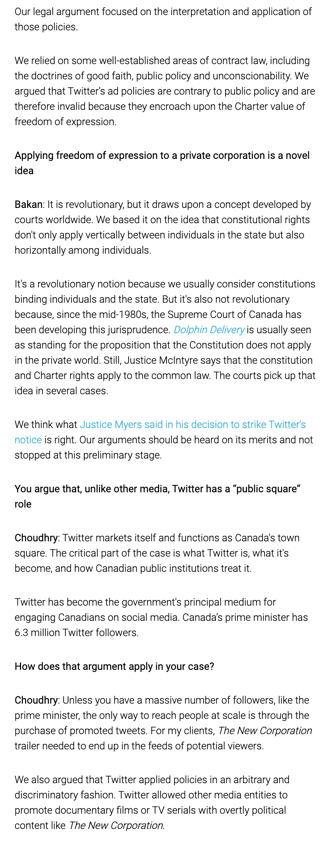 Our legal argument focused on the interpretation and application of
those policies.
We relied on some well-established areas of contract law, including
the doctrines of good faith, public policy and unconscionability. We
argued that Twitter's ad policies are contrary to public policy and are
therefore invalid because they encroach upon the Charter value of
freedom of expression.
Applying freedom of expression to a private corporation is a novel
idea
Bakan: It is revolutionary, but it draws upon a concept developed by
courts worldwide. We based it on the idea that constitutional rights
don't only apply vertically between individuals in the state but also
horizontally among individuals.
It's a revolutionary notion because we usually consider constitutions
binding individuals and the state. But it's also not revolutionary
because, since the mid-1980s, the Supreme Court of Canada has
been developing this jurisprudence. Dolphin Delivery is usually seen
as standing for the proposition that the Constitution does not apply
in the private world. Still, Justice McIntyre says that the constitution
and Charter rights apply to the common law. The courts pick up that
idea in several cases.
We think what Justice Myers said in his decision to strike Twitter's
notice is right. Our arguments should be heard on its merits and not
stopped at this preliminary stage.
You argue that, unlike other media, Twitter has a “public square”
role
Choudhry: Twitter markets itself and functions as Canada's town
square. The critical part of the case is what Twitter is, what it's
become, and how Canadian public institutions treat it.
Twitter has become the government's principal medium for
engaging Canadians on social media. Canada's prime minister has
6.3 million Twitter followers.
How does that argument apply in your case?
Choudhry: Unless you have a massive number of followers, like the
prime minister, the only way to reach people at scale is through the
purchase of promoted tweets. For my clients, The New Corporation
trailer needed to end up in the feeds of potential viewers.
We also argued that Twitter applied policies in an arbitrary and
discriminatory fashion. Twitter allowed other media entities to
promote documentary films or TV serials with overtly political
content like The New Corporation.